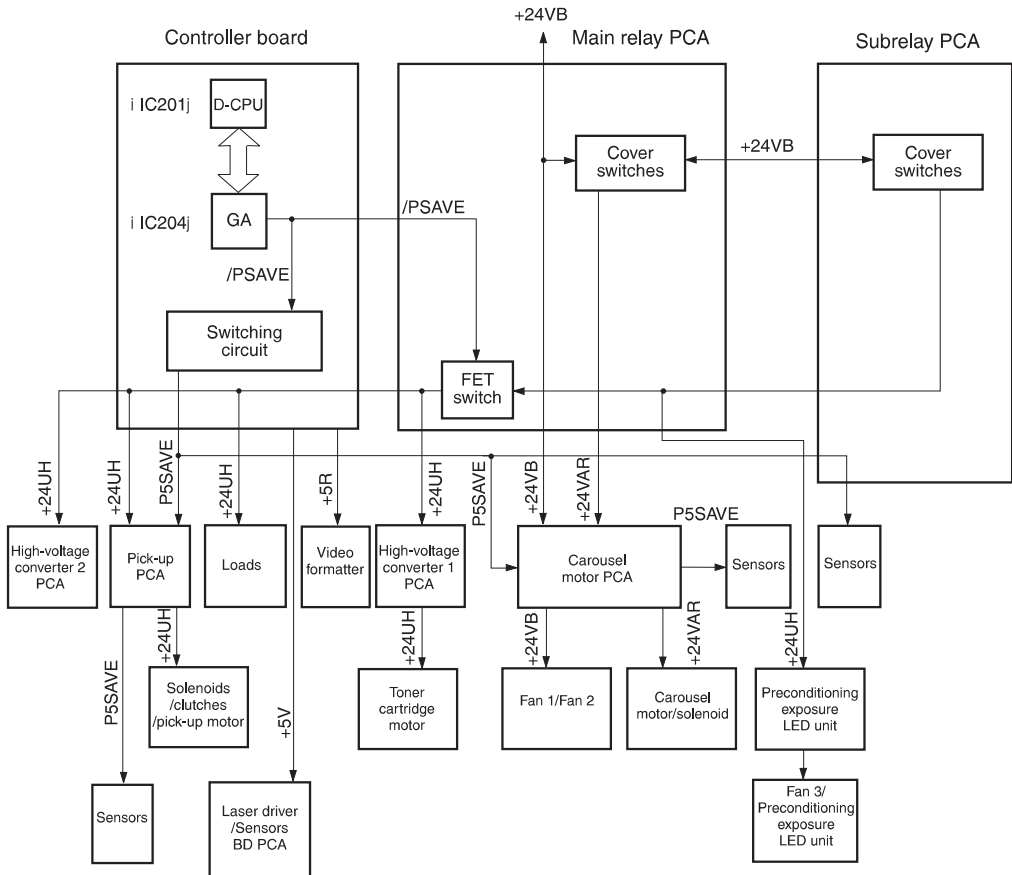 +24VB
Controller board
Main relay PCA
Subrelay PCA
¡ IC201j
D-CPU
+24VB
Cover
switches
Cover
switches
¡ IC204j
GA
/PSAVE
/PSAVE
Switching
circuit
FET
switch
+24UH
+24UH
P5SAVE
+24UH
+5R
+24UH
P5SAVE
+24VB
+24VAR
P5SAVE
High-voltage
converter 2
PCA
Pick-up
PCA
Loads
Video
formatter
High-voltage
converter 1
PCA
Carousel
motor PCA
Sensors
Sensors
P5SAVE
+24UH
+5V
+24UH
+24VB
+24VAR
+24UH
Solenoids
/clutches
/pick-up motor
Toner
cartridge
motor
Fan 1/Fan 2
Carousel
motor/solenoid
Preconditioning
exposure
LED unit
Sensors
Laser driver
/Sensors
BD PCA
Fan 3/
Preconditioning
exposure
LED unit